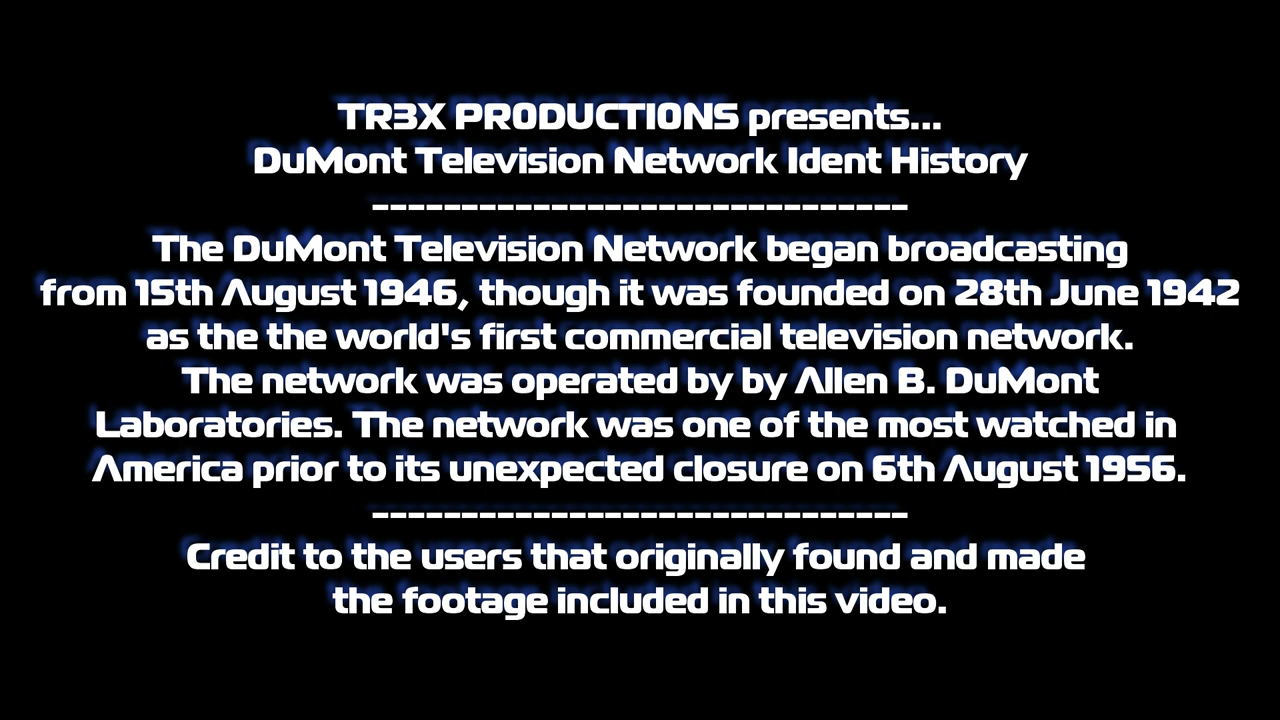 TR3X PR0DUCTI0NS presents...
DuMont Television Network Ident History
------------------------------
The DuMont Television Network began broadcasting
from 15th August 1946, though it was founded on 28th June 1942
as the the world's first commercial television network.
The network was operated by by Allen B. DuMont
Laboratories. The network was one of the most watched in
America prior to its unexpected closure on 6th August 1956.
------------------------------
Credit to the users that originally found and made
the footage included in this video.